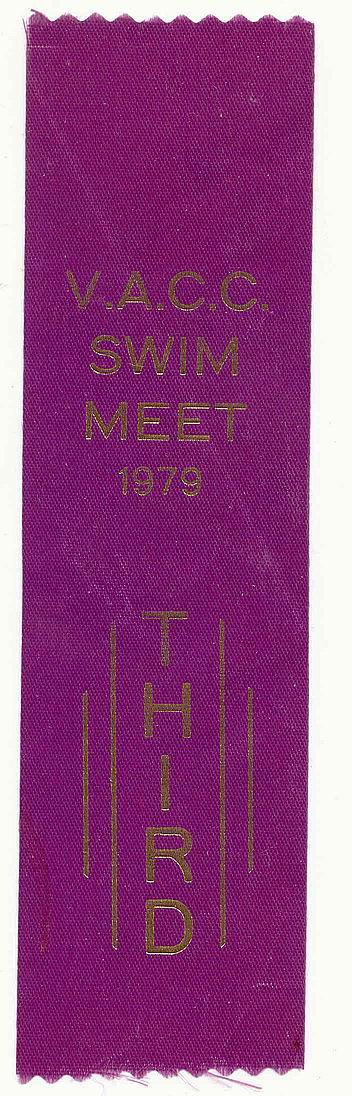 V.A.C.C.
SWIM
MEET
1979
THIRD